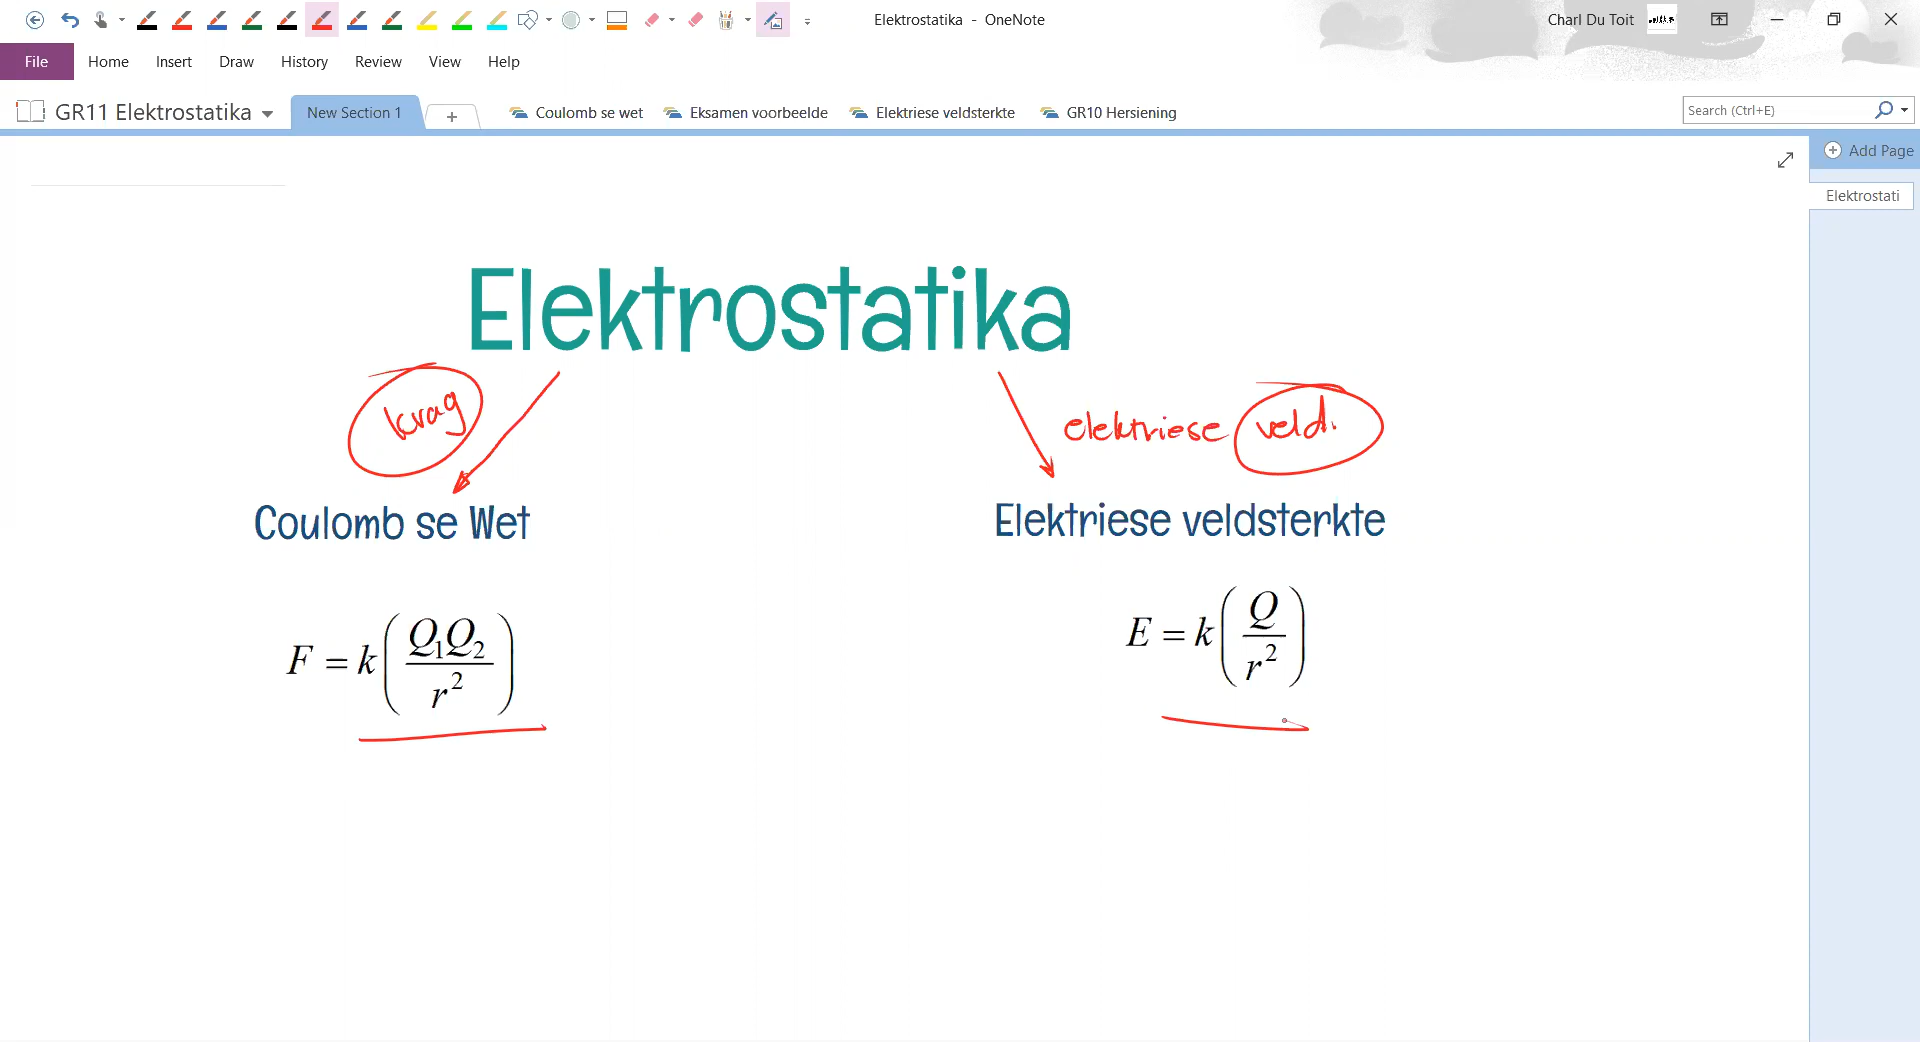 Elektrostatika - OneNote
Charl Du Toit
File Home Insert Draw History Review View Help
GR11 Elektrostatika
New Section 1
+
Coulomb se wet
Eksamen voorbeelde
Elektriese veldsterkte
GR10 Hersiening
Search (Ctrl+E)
Add Page
Elektrostati
Elektrostatika
krag
elektriese veld.
Coulomb se Wet
Elektriese veldsterkte
F = k(Q₁Q₂/r²)
E = k(Q/r²)